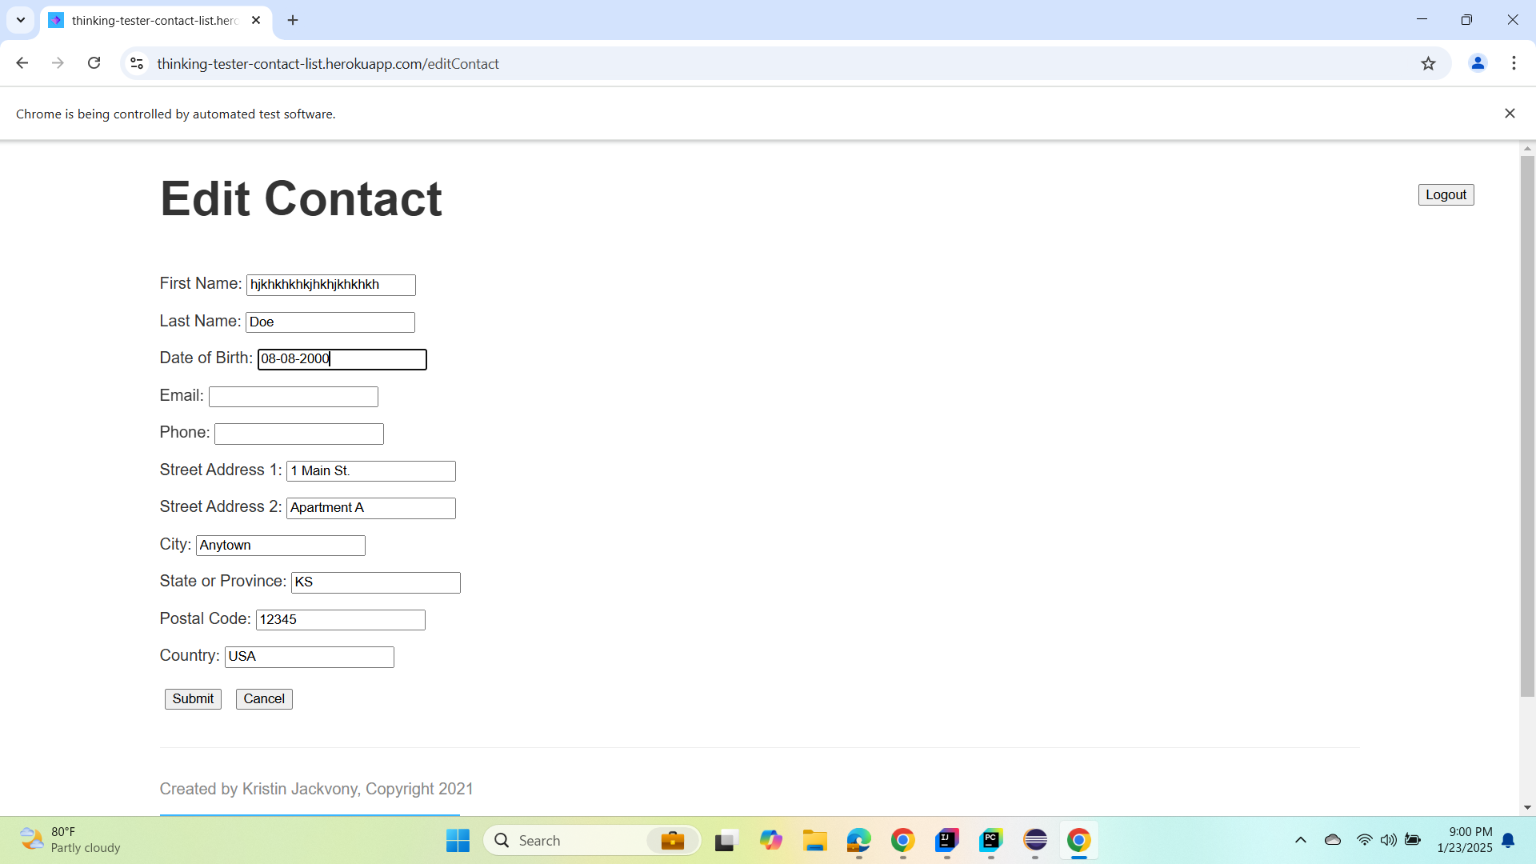 thinking-tester-contact-list.herc
thinking-tester-contact-list.herokuapp.com/editContact
Chrome is being controlled by automated test software.
Edit Contact
Logout
First Name: hjkhkhkhkjhkhjkhkhkh
Last Name: Doe
Date of Birth: 08-08-2000
Email:
Phone:
Street Address 1: 1 Main St.
Street Address 2: Apartment A
City: Anytown
State or Province: KS
Postal Code: 12345
Country: USA
Submit Cancel
Created by Kristin Jackvony, Copyright 2021
80°F
Partly cloudy
Search
IJ
PC
9:00 PM
1/23/2025